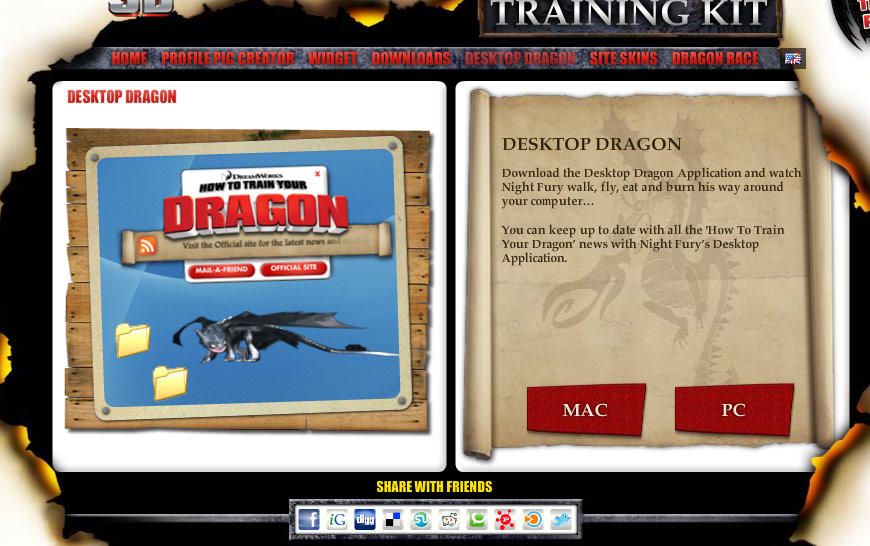 3D
TRAINING KIT
HOME PROFILE PIC CREATOR WIDGET DOWNLOADS DESKTOP DRAGON SITE SKINS DRAGON RACE
DESKTOP DRAGON
DREAMWORKS
HOW TO TRAIN YOUR
DRAGON
x
Visit the Official site for the latest news and
MAIL-A-FRIEND OFFICIAL SITE
DESKTOP DRAGON
Download the Desktop Dragon Application and watch
Night Fury walk, fly, eat and burn his way around
your computer...
You can keep up to date with all the 'How To Train
Your Dragon' news with Night Fury's Desktop
Application.
MAC PC
SHARE WITH FRIENDS
f iG digg